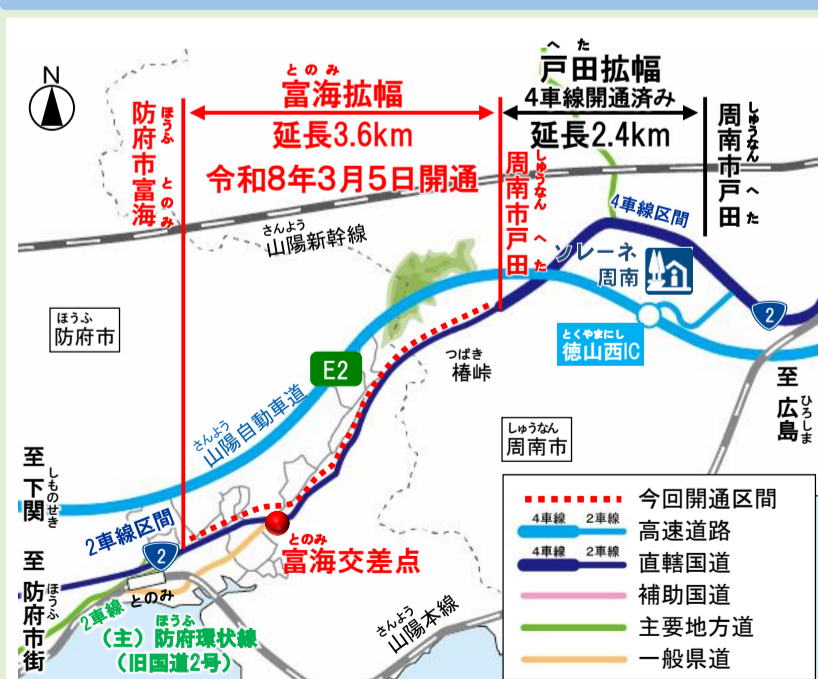 N
とのみ
富海拡幅
延長3.6km
令和8年3月5日開通
へた
戸田拡幅
4車線開通済み
延長2.4km
ほうふ とのみ
防府市富海
しゅうなん へた
周南市戸田
しゅうなん へた
周南市戸田
さんよう
山陽新幹線
4車線区間
ソレーネ
周南
ほうふ
防府市
2
とくやまにし
徳山西IC
つばき
椿峠
E2
至 広島
ひろしま
さんよう
山陽自動車道
しゅうなん
周南市
至 下関
しものせき
2車線区間
2
とのみ
富海交差点
至 防府市街
ほうふ
とのみ
2車線
ほうふ
(主)防府環状線
(旧国道2号)
さんよう
山陽本線
今回開通区間
4車線 2車線
高速道路
4車線 2車線
直轄国道
補助国道
主要地方道
一般県道